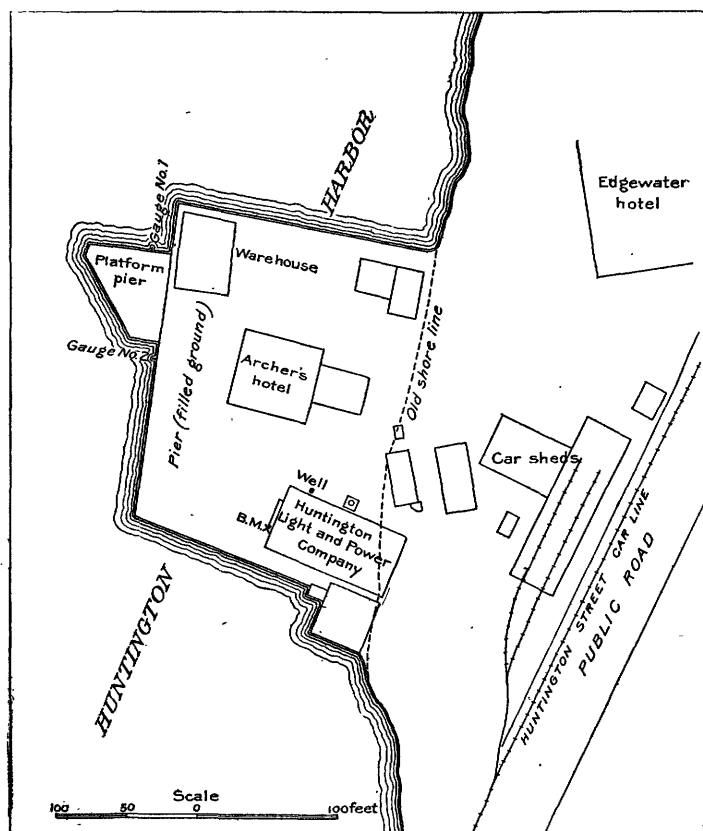 HARBOR
Gauge No.1
Edgewater
hotel
Warehouse
Platform
pier
Gauge No.2
Pier (filled ground)
Archer's
hotel
Old shore line
Car sheds
Well
B.M.X
Huntington
Light and Power
Company
HUNTINGTON STREET CAR LINE
PUBLIC ROAD
HUNTINGTON
Scale
100 50 0 100 feet